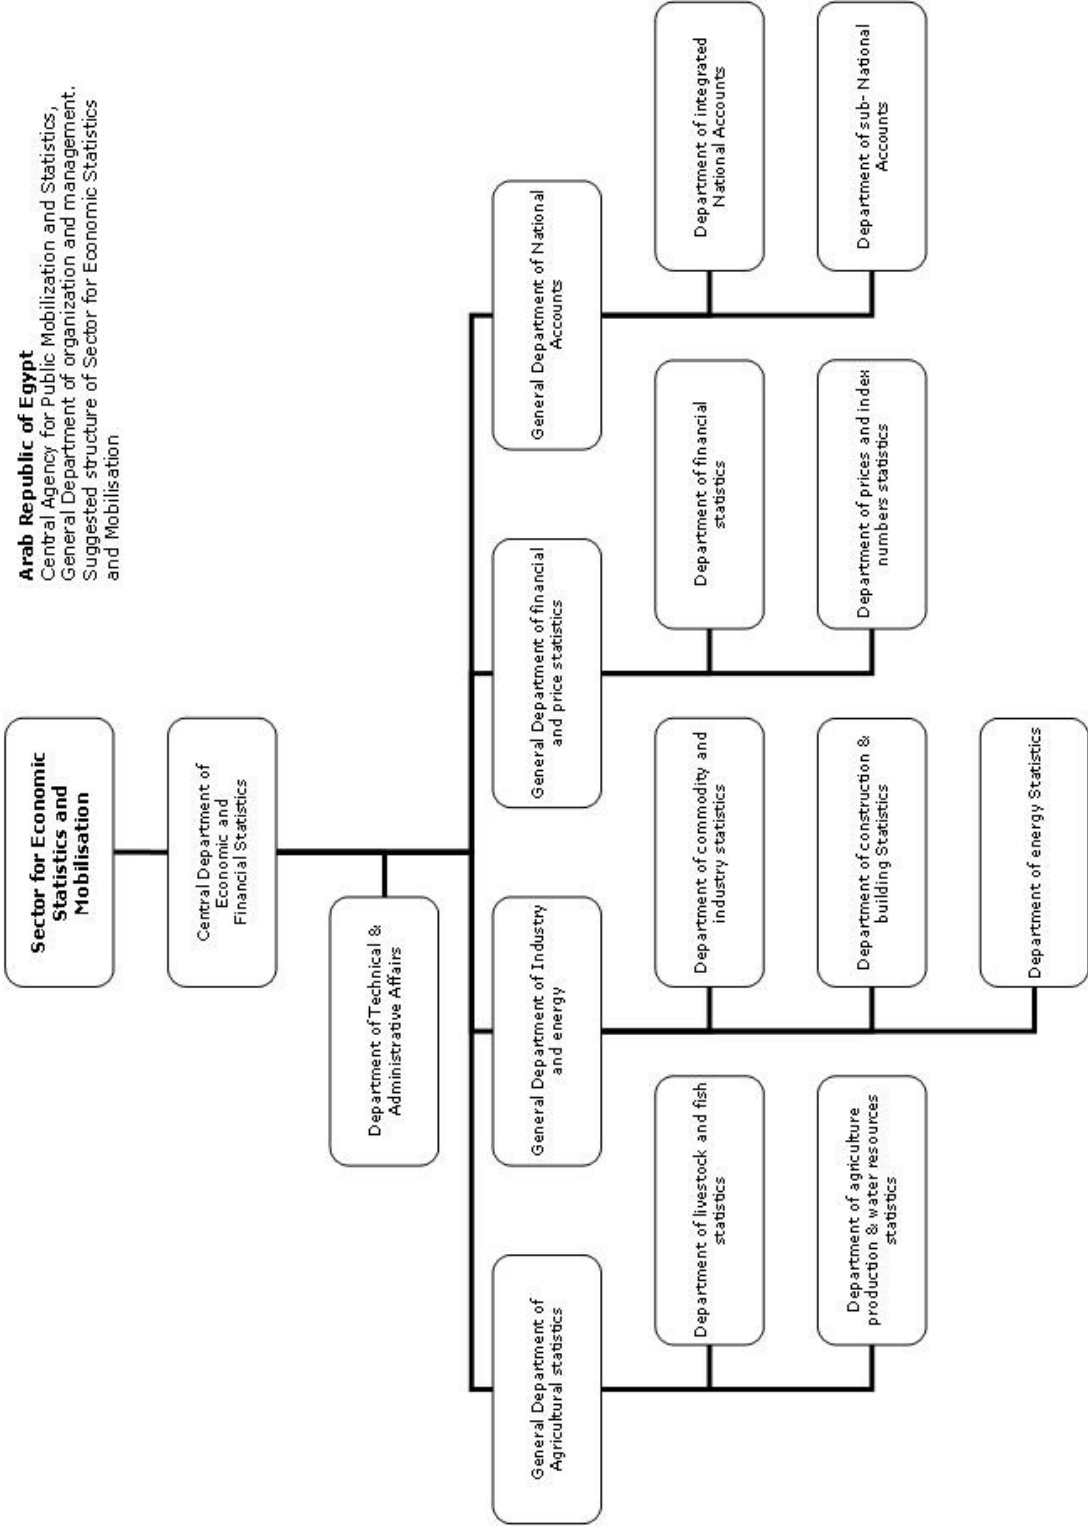 Arab Republic of Egypt
Central Agency for Public Mobilization and Statistics,
General Department of organization and management.
Suggested structure of Sector for Economic Statistics
and Mobilisation
Sector for Economic
Statistics and
Mobilisation
Central Department of
Economic and
Financial Statistics
Department of Technical &
Administrative Affairs
General Department of
Agricultural statistics
General Department of Industry
and energy
General Department of financial
and price statistics
General Department of National
Accounts
Department of livestock and fish
statistics
Department of commodity and
industry statistics
Department of financial
statistics
Department of integrated
National Accounts
Department of agriculture
production & water resources
statistics
Department of construction &
building Statistics
Department of prices and index
numbers statistics
Department of sub- National
Accounts
Department of energy Statistics